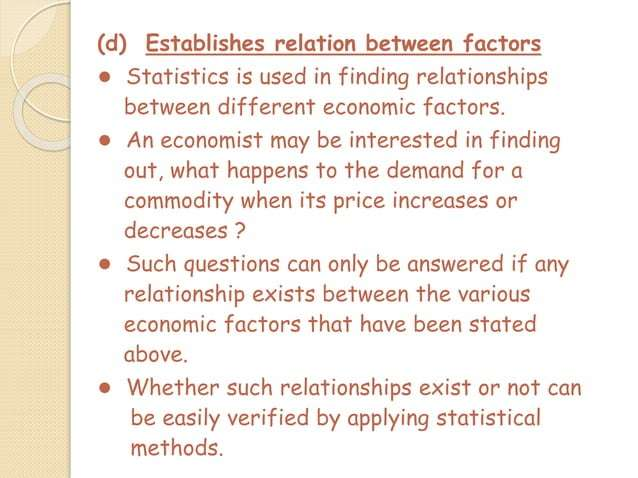 (d) Establishes relation between factors
● Statistics is used in finding relationships
between different economic factors.
● An economist may be interested in finding
out, what happens to the demand for a
commodity when its price increases or
decreases ?
● Such questions can only be answered if any
relationship exists between the various
economic factors that have been stated
above.
● Whether such relationships exist or not can
be easily verified by applying statistical
methods.